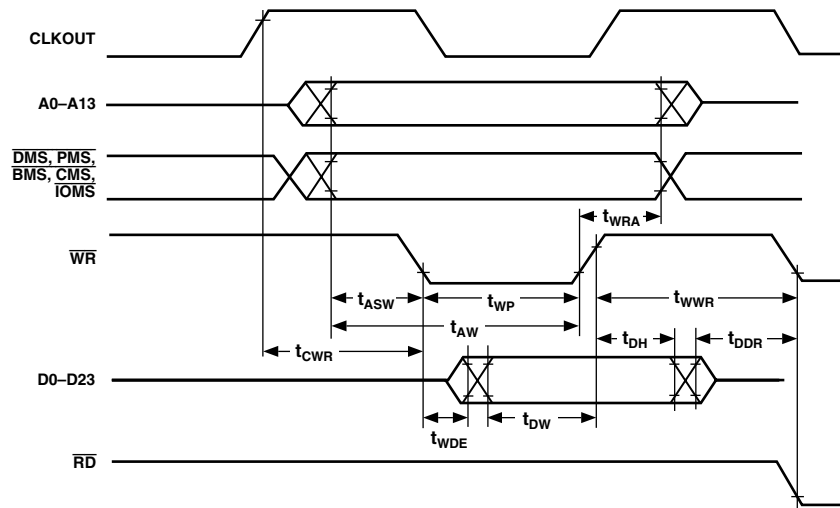 CLKOUT
A0–A13
DMS, PMS,
BMS, CMS,
IOMS
tWRA
WR
tASW
tWP
tWWR
tAW
tCWR
tDH
tDDR
D0–D23
tWDE
tDW
RD